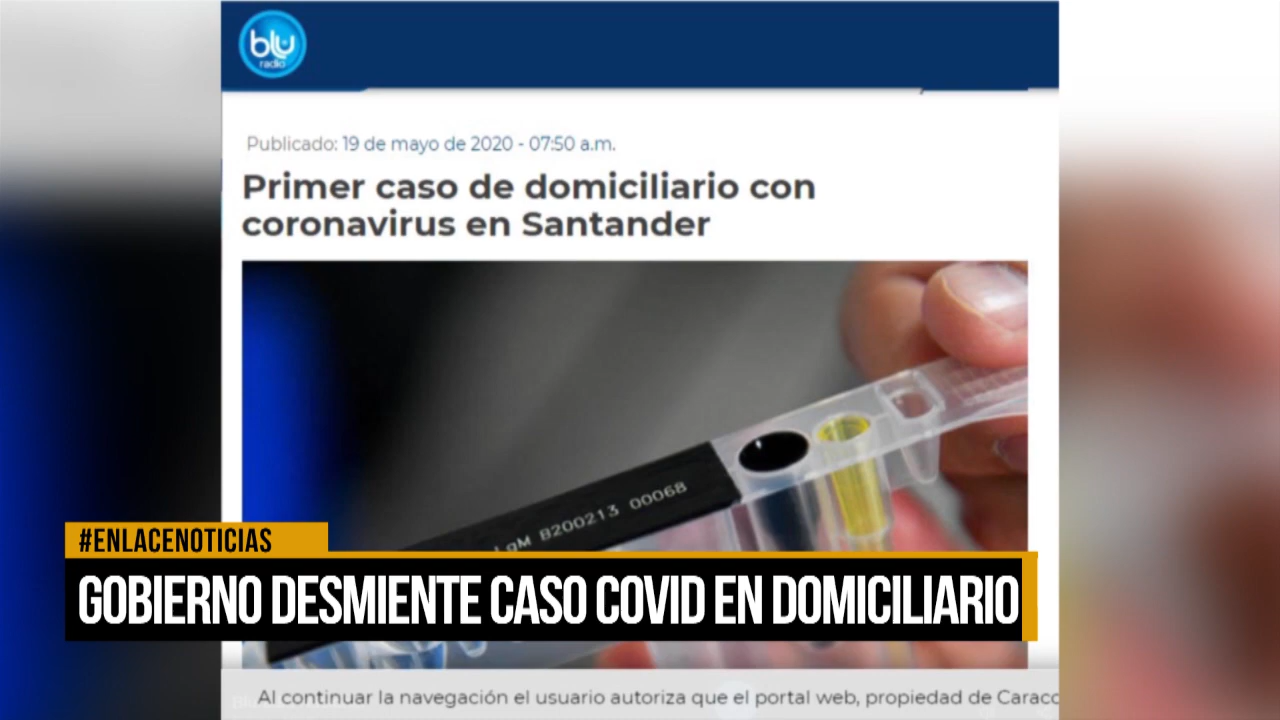 blu
radio
Publicado: 19 de mayo de 2020 - 07:50 a.m.
Primer caso de domiciliario con
coronavirus en Santander
IgM B200213 00068
#ENLACENOTICIAS
GOBIERNO DESMIENTE CASO COVID EN DOMICILIARIO
Al continuar la navegación el usuario autoriza que el portal web, propiedad de Caraco